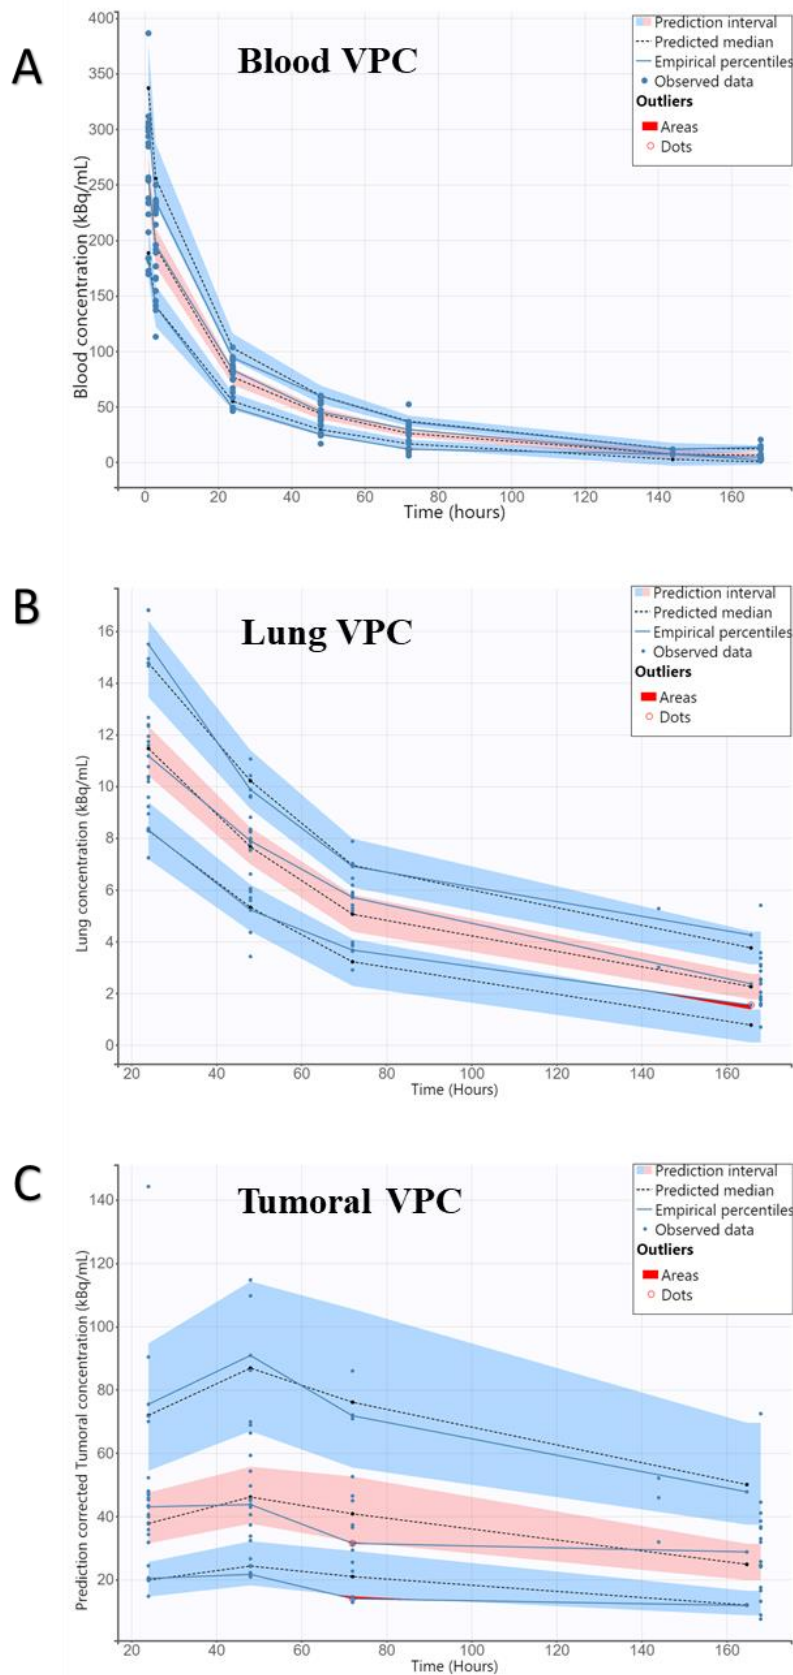 A
Blood VPC
Prediction interval
Predicted median
Empirical percentiles
Observed data
Outliers
Areas
Dots
Blood concentration (kBq/mL)
400
350
300
250
200
150
100
50
0
0 20 40 60 80 100 120 140 160
Time (hours)
B
Lung VPC
Prediction interval
Predicted median
Empirical percentiles
Observed data
Outliers
Areas
Dots
Lung concentration (kBq/mL)
16
14
12
10
8
6
4
2
0
20 40 60 80 100 120 140 160
Time (Hours)
C
Tumoral VPC
Prediction interval
Predicted median
Empirical percentiles
Observed data
Outliers
Areas
Dots
Prediction corrected Tumoral concentration (kBq/mL)
140
120
100
80
60
40
20
20 40 60 80 100 120 140 160
Time (Hours)